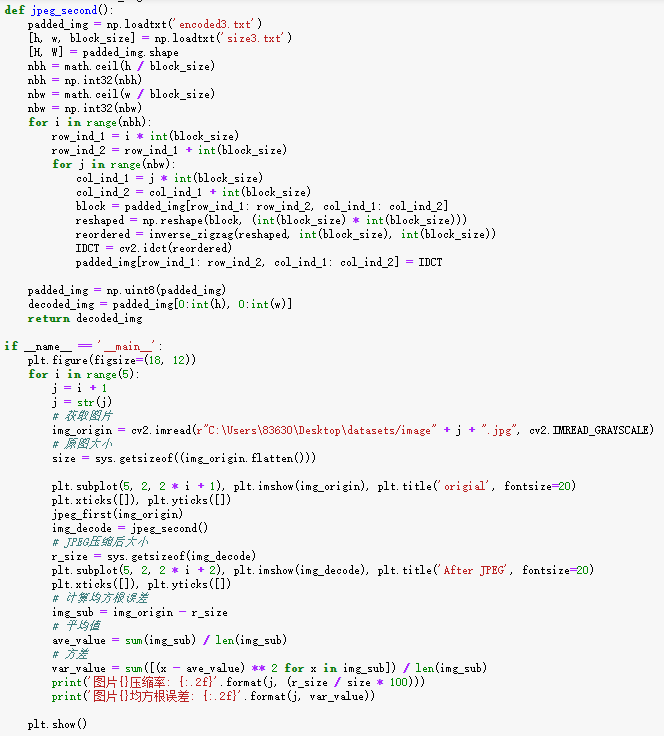 def jpeg_second():
    padded_img = np.loadtxt('encoded3.txt')
    [h, w, block_size] = np.loadtxt('size3.txt')
    [H, W] = padded_img.shape
    nbh = math.ceil(h / block_size)
    nbh = np.int32(nbh)
    nbw = math.ceil(w / block_size)
    nbw = np.int32(nbw)
    for i in range(nbh):
        row_ind_1 = i * int(block_size)
        row_ind_2 = row_ind_1 + int(block_size)
        for j in range(nbw):
            col_ind_1 = j * int(block_size)
            col_ind_2 = col_ind_1 + int(block_size)
            block = padded_img[row_ind_1: row_ind_2, col_ind_1: col_ind_2]
            reshaped = np.reshape(block, (int(block_size) * int(block_size)))
            reordered = inverse_zigzag(reshaped, int(block_size), int(block_size))
            IDCT = cv2.idct(reordered)
            padded_img[row_ind_1: row_ind_2, col_ind_1: col_ind_2] = IDCT

    padded_img = np.uint8(padded_img)
    decoded_img = padded_img[0:int(h), 0:int(w)]
    return decoded_img

if __name__ == '__main__':
    plt.figure(figsize=(18, 12))
    for i in range(5):
        j = i + 1
        j = str(j)
        # 获取图片
        img_origin = cv2.imread(r"C:\Users\83630\Desktop\datasets/image" + j + ".jpg", cv2.IMREAD_GRAYSCALE)
        # 原图大小
        size = sys.getsizeof((img_origin.flatten()))

        plt.subplot(5, 2, 2 * i + 1), plt.imshow(img_origin), plt.title('origial', fontsize=20)
        plt.xticks([]), plt.yticks([])
        jpeg_first(img_origin)
        img_decode = jpeg_second()
        # JPEG压缩后大小
        r_size = sys.getsizeof(img_decode)
        plt.subplot(5, 2, 2 * i + 2), plt.imshow(img_decode), plt.title('After JPEG', fontsize=20)
        plt.xticks([]), plt.yticks([])
        # 计算均方根误差
        img_sub = img_origin - r_size
        # 平均值
        ave_value = sum(img_sub) / len(img_sub)
        # 方差
        var_value = sum([(x - ave_value) ** 2 for x in img_sub]) / len(img_sub)
        print('图片{}压缩率: {:.2f}'.format(j, (r_size / size * 100)))
        print('图片{}均方根误差: {:.2f}'.format(j, var_value))

    plt.show()